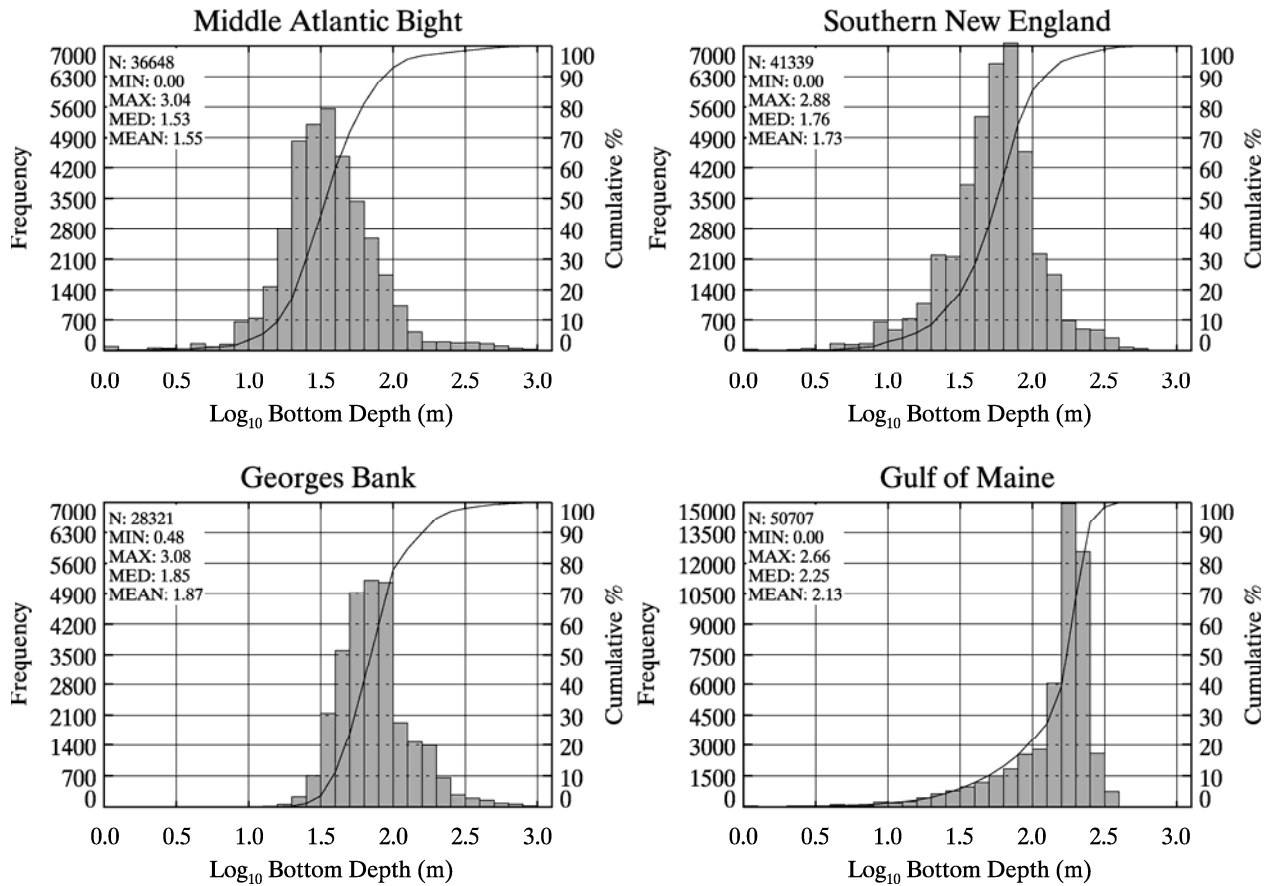 Middle Atlantic Bight
N: 36648
MIN: 0.00
MAX: 3.04
MED: 1.53
MEAN: 1.55
Frequency
7000
6300
5600
4900
4200
3500
2800
2100
1400
700
0
100
90
80
70
60
50
40
30
20
10
0
Cumulative %
0.0 0.5 1.0 1.5 2.0 2.5 3.0
Log10 Bottom Depth (m)
Southern New England
N: 41339
MIN: 0.00
MAX: 2.88
MED: 1.76
MEAN: 1.73
Frequency
7000
6300
5600
4900
4200
3500
2800
2100
1400
700
0
100
90
80
70
60
50
40
30
20
10
0
Cumulative %
0.0 0.5 1.0 1.5 2.0 2.5 3.0
Log10 Bottom Depth (m)
Georges Bank
N: 28321
MIN: 0.48
MAX: 3.08
MED: 1.85
MEAN: 1.87
Frequency
7000
6300
5600
4900
4200
3500
2800
2100
1400
700
0
100
90
80
70
60
50
40
30
20
10
0
Cumulative %
0.0 0.5 1.0 1.5 2.0 2.5 3.0
Log10 Bottom Depth (m)
Gulf of Maine
N: 50707
MIN: 0.00
MAX: 2.66
MED: 2.25
MEAN: 2.13
Frequency
15000
13500
12000
10500
9000
7500
6000
4500
3000
1500
0
100
90
80
70
60
50
40
30
20
10
0
Cumulative %
0.0 0.5 1.0 1.5 2.0 2.5 3.0
Log10 Bottom Depth (m)